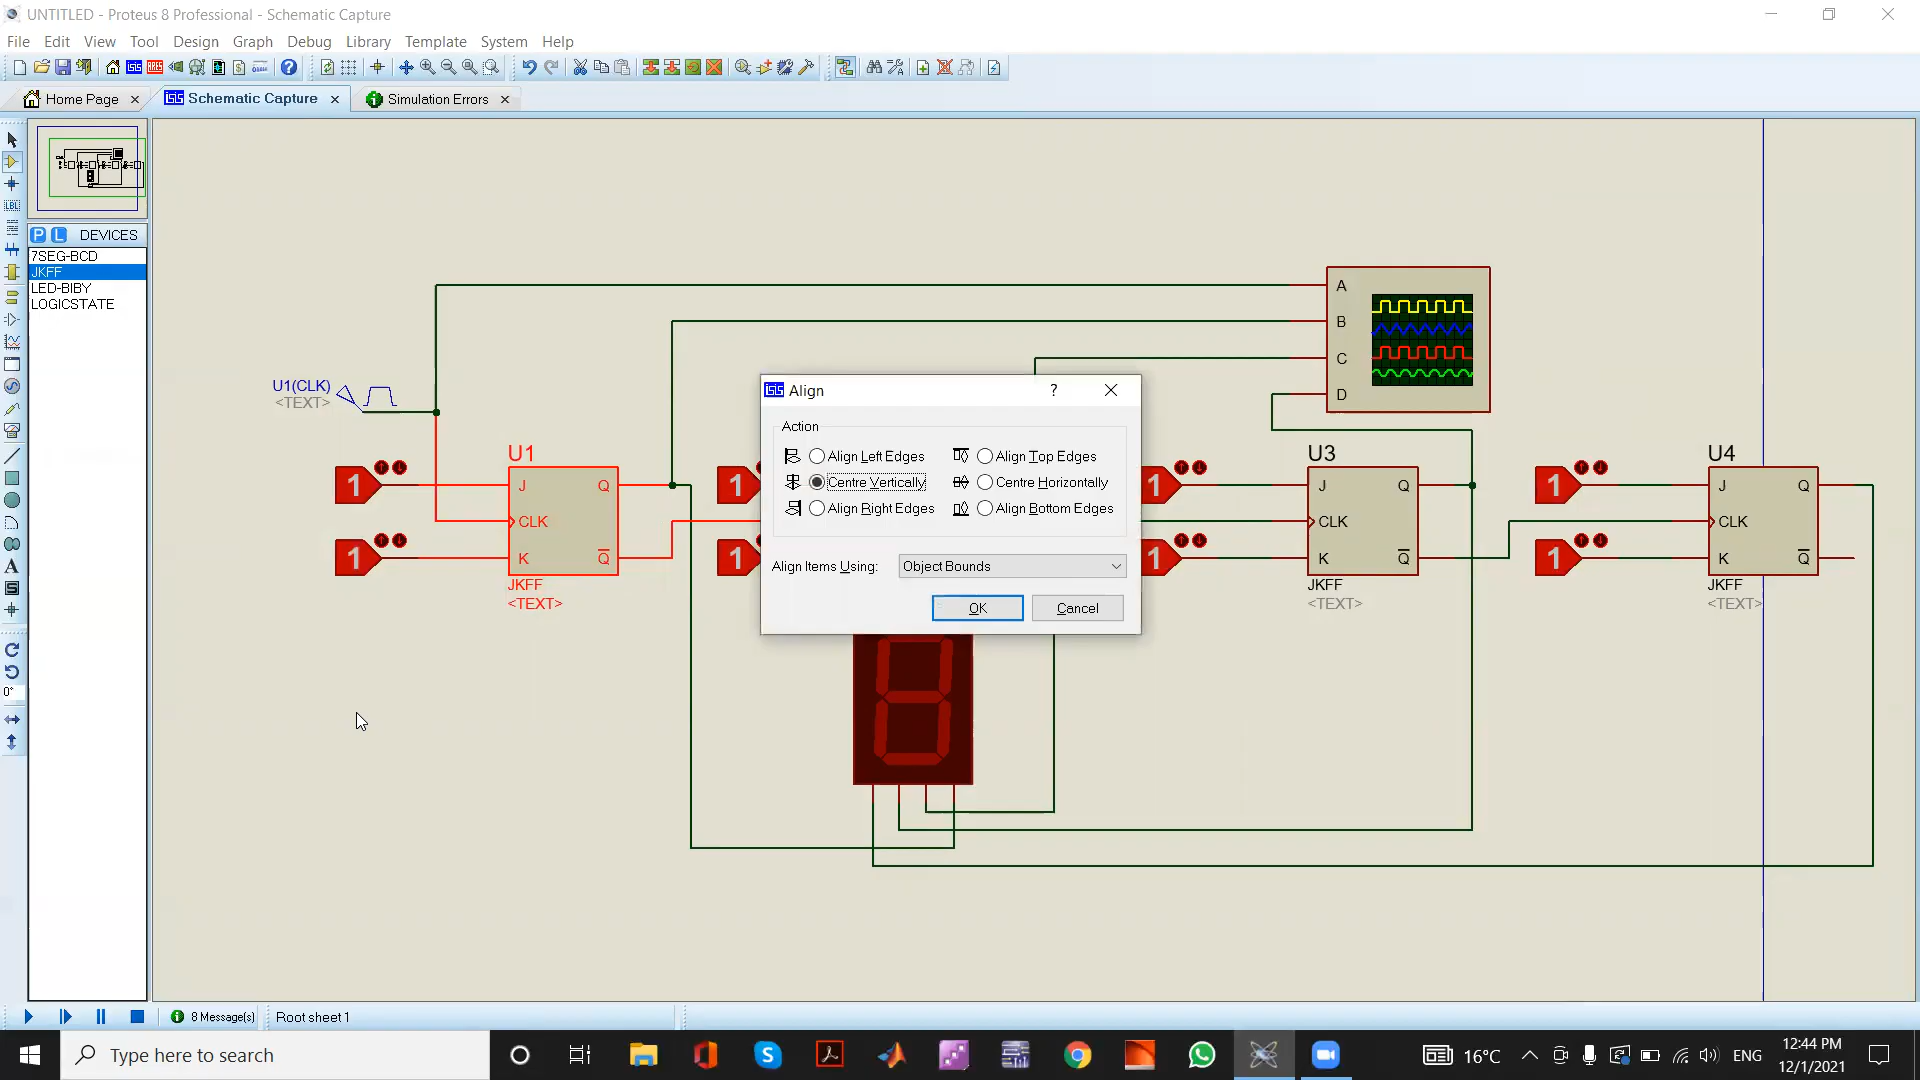 UNTITLED - Proteus 8 Professional - Schematic Capture
File Edit View Tool Design Graph Debug Library Template System Help
Home Page Schematic Capture Simulation Errors
LBL
P L DEVICES
7SEG-BCD
JKFF
LED-BIBY
LOGICSTATE
A
B
C
D
U1(CLK)
<TEXT>
U1
J Q
CLK
K Q
JKFF
<TEXT>
1
1
1
1
Align ?
Action
Align Left Edges Align Top Edges
Centre Vertically Centre Horizontally
Align Right Edges Align Bottom Edges
Align Items Using: Object Bounds
OK Cancel
1
1
U3
J Q
CLK
K Q
JKFF
<TEXT>
1
1
U4
J Q
CLK
K Q
JKFF
<TEXT>
A
S
0°
8 Message(s) Root sheet 1
Type here to search
16°C ENG 12:44 PM
12/1/2021